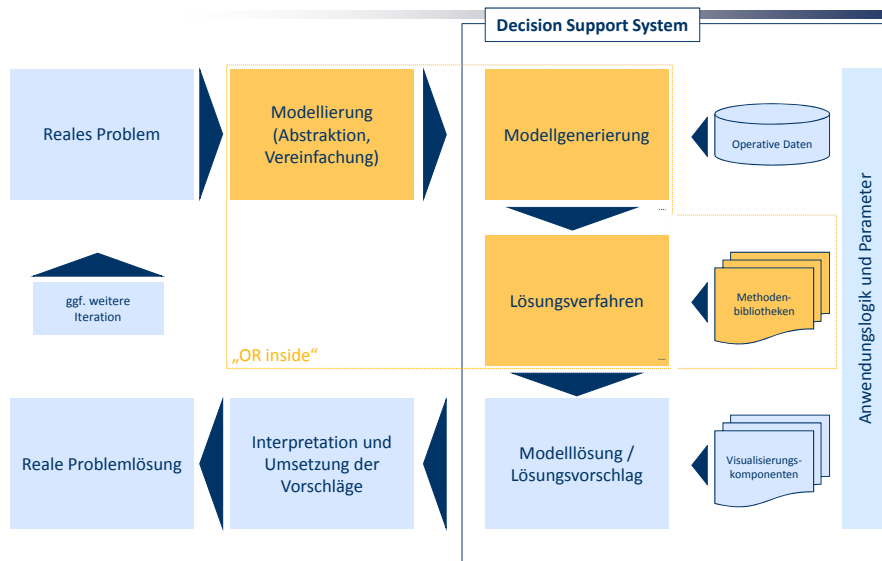 Decision Support System
Reales Problem
Modellierung
(Abstraktion,
Vereinfachung)
Modellgenerierung
Operative Daten
....
ggf. weitere
Iteration
Lösungsverfahren
Methoden-
bibliotheken
....
„OR inside“
Reale Problemlösung
Interpretation und
Umsetzung der
Vorschläge
Modelllösung /
Lösungsvorschlag
Visualisierungs-
komponenten
Anwendungslogik und Parameter